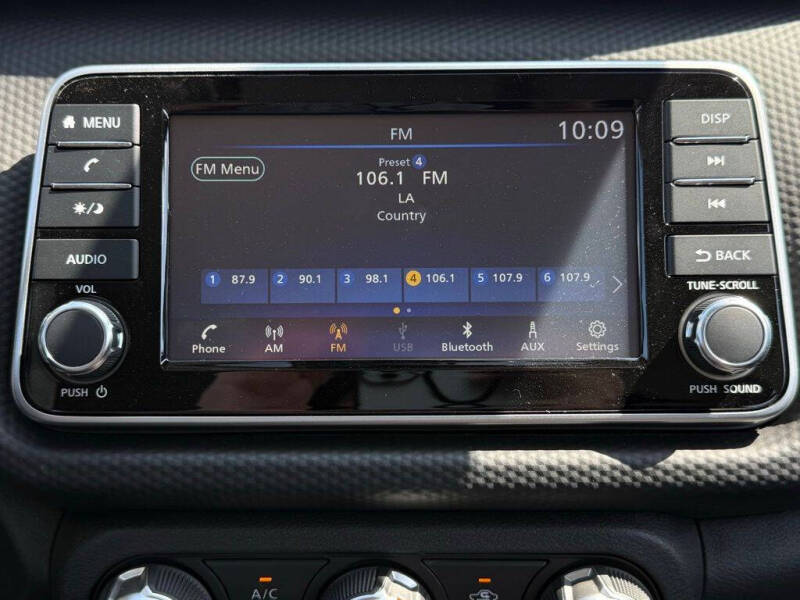 MENU
AUDIO
VOL
PUSH
FM
10:09
FM Menu
Preset 4
106.1 FM
LA
Country
1 87.9 2 90.1 3 98.1 4 106.1 5 107.9 6 107.9
Phone AM FM USB Bluetooth AUX Settings
DISP
BACK
TUNE·SCROLL
PUSH SOUND
A/C